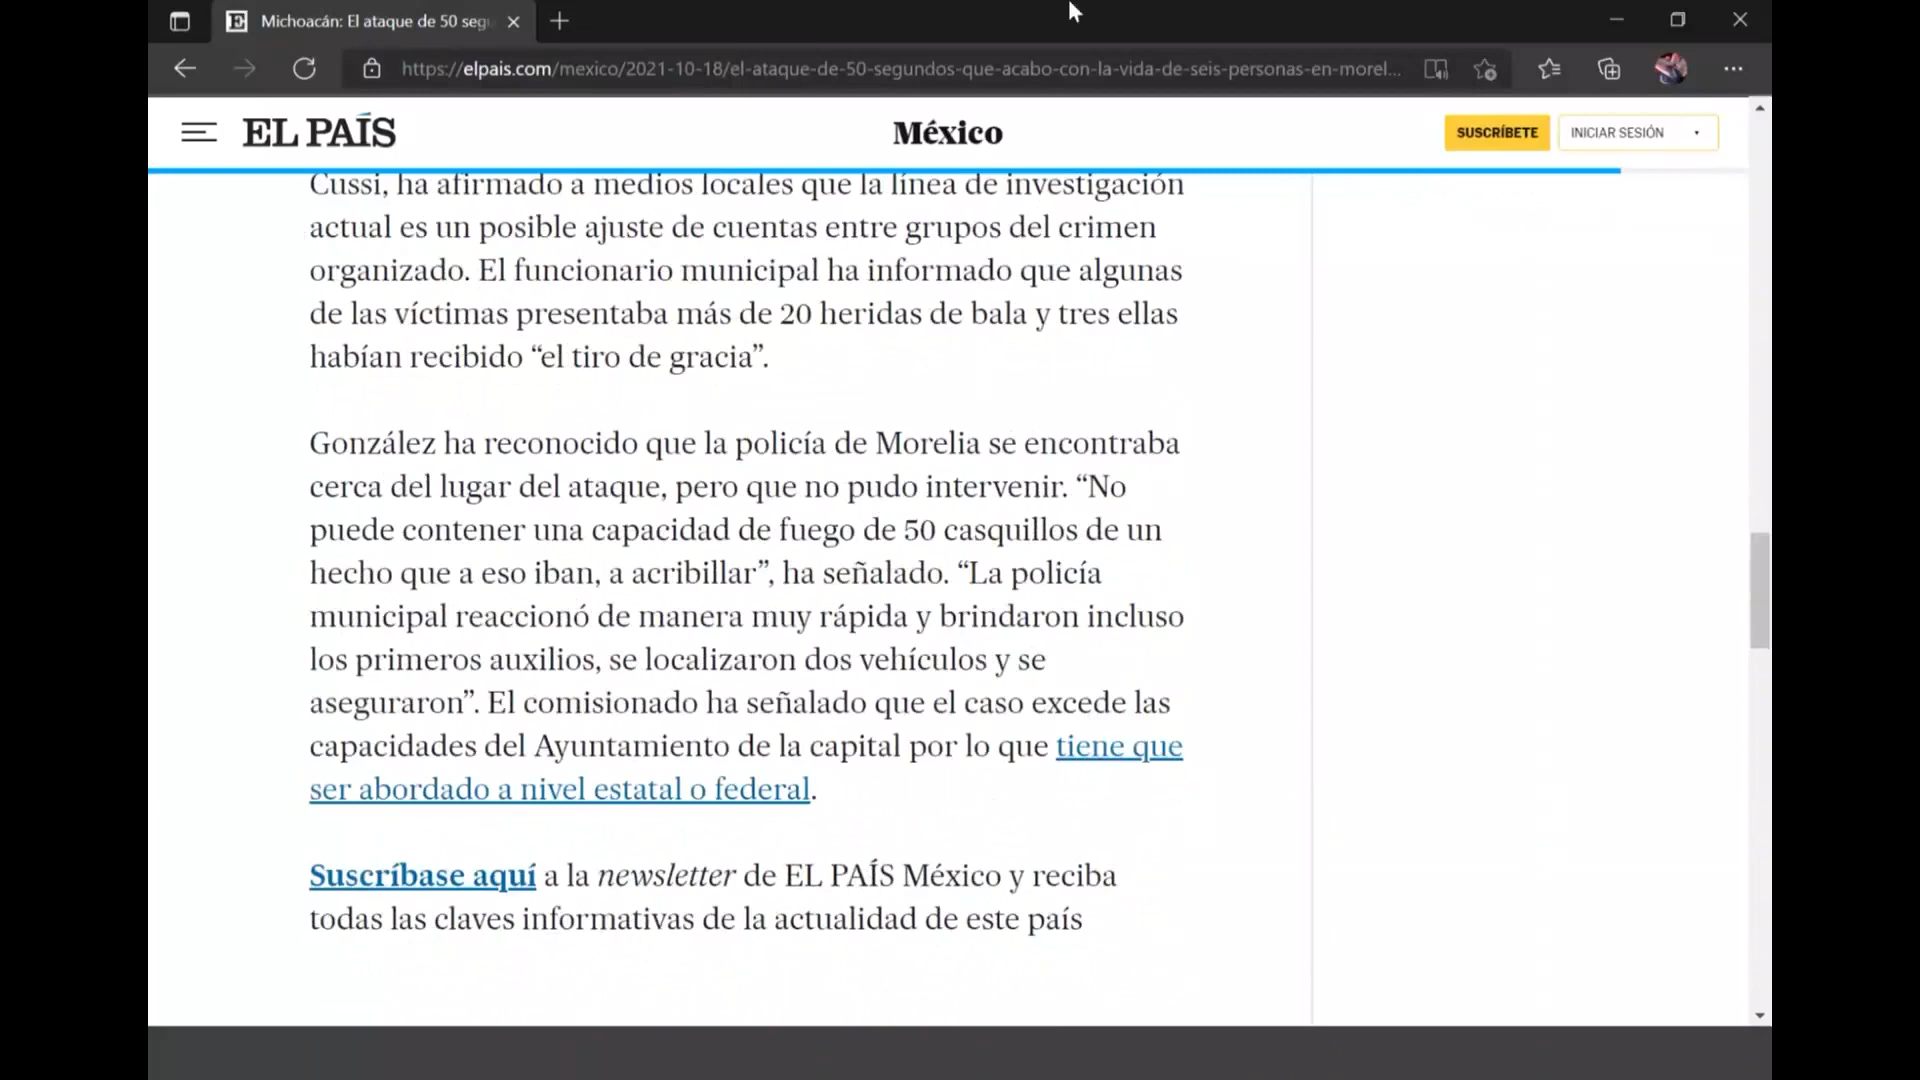 Michoacán: El ataque de 50 seg
https://elpais.com/mexico/2021-10-18/el-ataque-de-50-segundos-que-acabo-con-la-vida-de-seis-personas-en-morel...
EL PAÍS
México
SUSCRÍBETE
INICIAR SESIÓN
Cussi, ha afirmado a medios locales que la línea de investigación
actual es un posible ajuste de cuentas entre grupos del crimen
organizado. El funcionario municipal ha informado que algunas
de las víctimas presentaba más de 20 heridas de bala y tres ellas
habían recibido “el tiro de gracia”.
González ha reconocido que la policía de Morelia se encontraba
cerca del lugar del ataque, pero que no pudo intervenir. “No
puede contener una capacidad de fuego de 50 casquillos de un
hecho que a eso iban, a acribillar”, ha señalado. “La policía
municipal reaccionó de manera muy rápida y brindaron incluso
los primeros auxilios, se localizaron dos vehículos y se
aseguraron”. El comisionado ha señalado que el caso excede las
capacidades del Ayuntamiento de la capital por lo que tiene que
ser abordado a nivel estatal o federal.
Suscríbase aquí a la newsletter de EL PAÍS México y reciba
todas las claves informativas de la actualidad de este país